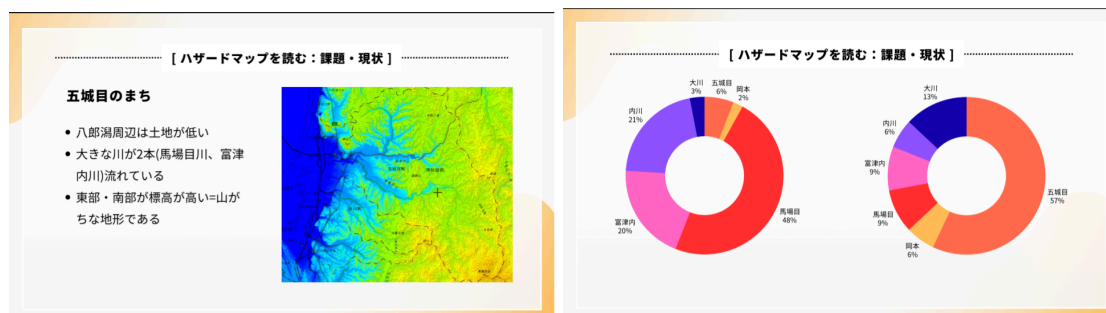 [ ハザードマップを読む：課題・現状 ]
五城目のまち
• 八郎潟周辺は土地が低い
• 大きな川が2本(馬場目川、富津
内川)流れている
• 東部・南部が標高が高い=山が
ちな地形である
[ ハザードマップを読む：課題・現状 ]
大川
3%
五城目
6%
岡本
2%
内川
21%
富津内
20%
馬場目
48%
大川
13%
内川
6%
富津内
9%
馬場目
9%
岡本
6%
五城目
57%